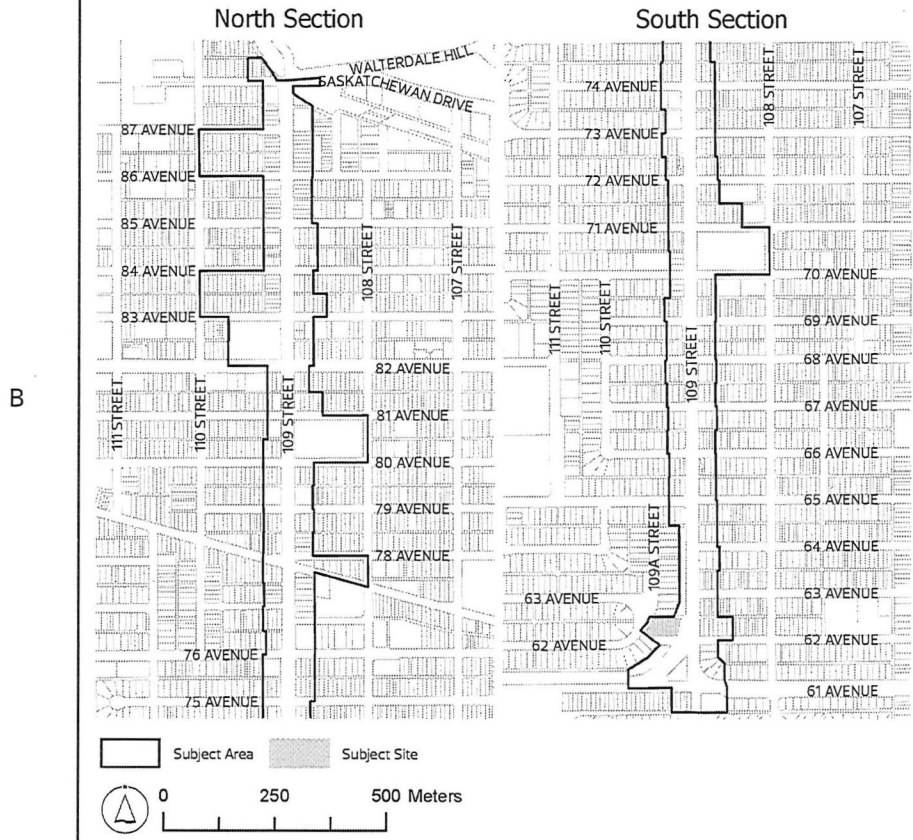 North Section
South Section
B
WALTERDALE HILL
SASKATCHEWAN DRIVE
87 AVENUE
86 AVENUE
85 AVENUE
84 AVENUE
83 AVENUE
82 AVENUE
81 AVENUE
80 AVENUE
79 AVENUE
78 AVENUE
76 AVENUE
75 AVENUE
111 STREET
110 STREET
109 STREET
108 STREET
107 STREET
74 AVENUE
73 AVENUE
72 AVENUE
71 AVENUE
70 AVENUE
69 AVENUE
68 AVENUE
67 AVENUE
66 AVENUE
65 AVENUE
64 AVENUE
63 AVENUE
63 AVENUE
62 AVENUE
62 AVENUE
61 AVENUE
111 STREET
110 STREET
109A STREET
109 STREET
108 STREET
107 STREET
Subject Area
Subject Site
0 250 500 Meters